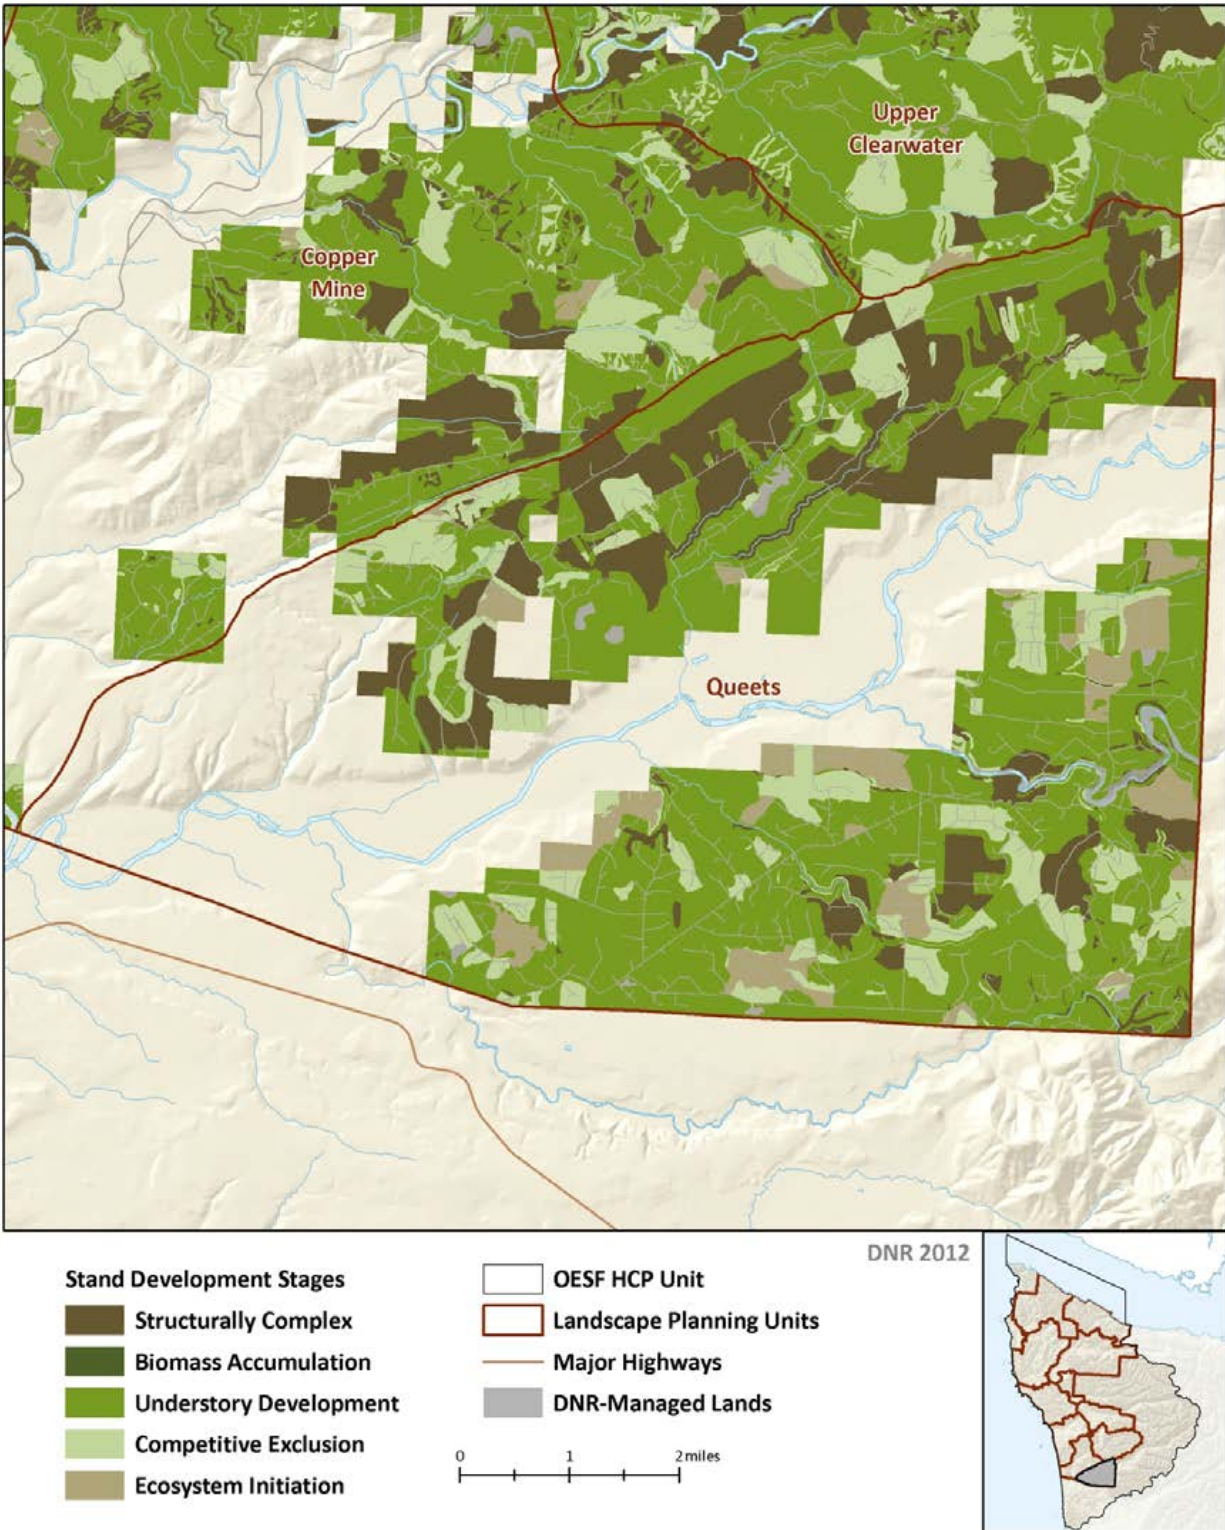 Upper
Clearwater
Copper
Mine
Queets
DNR 2012
Stand Development Stages
Structurally Complex
Biomass Accumulation
Understory Development
Competitive Exclusion
Ecosystem Initiation
OESF HCP Unit
Landscape Planning Units
Major Highways
DNR-Managed Lands
0 1 2 miles